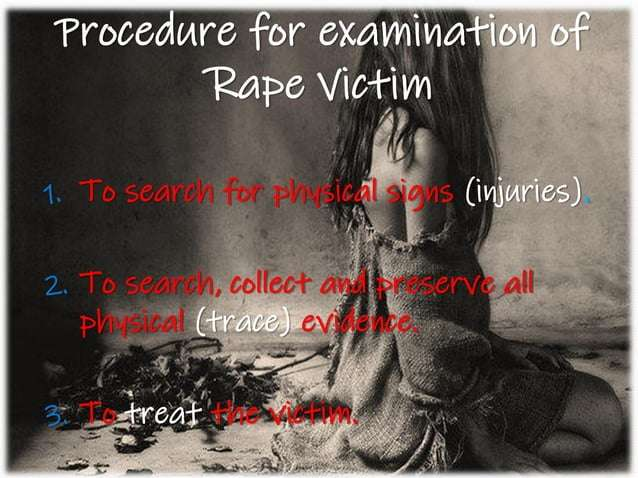 Procedure for examination of
Rape Victim
1. To search for physical signs (injuries).
2. To search, collect and preserve all
physical (trace) evidence.
3. To treat the victim.